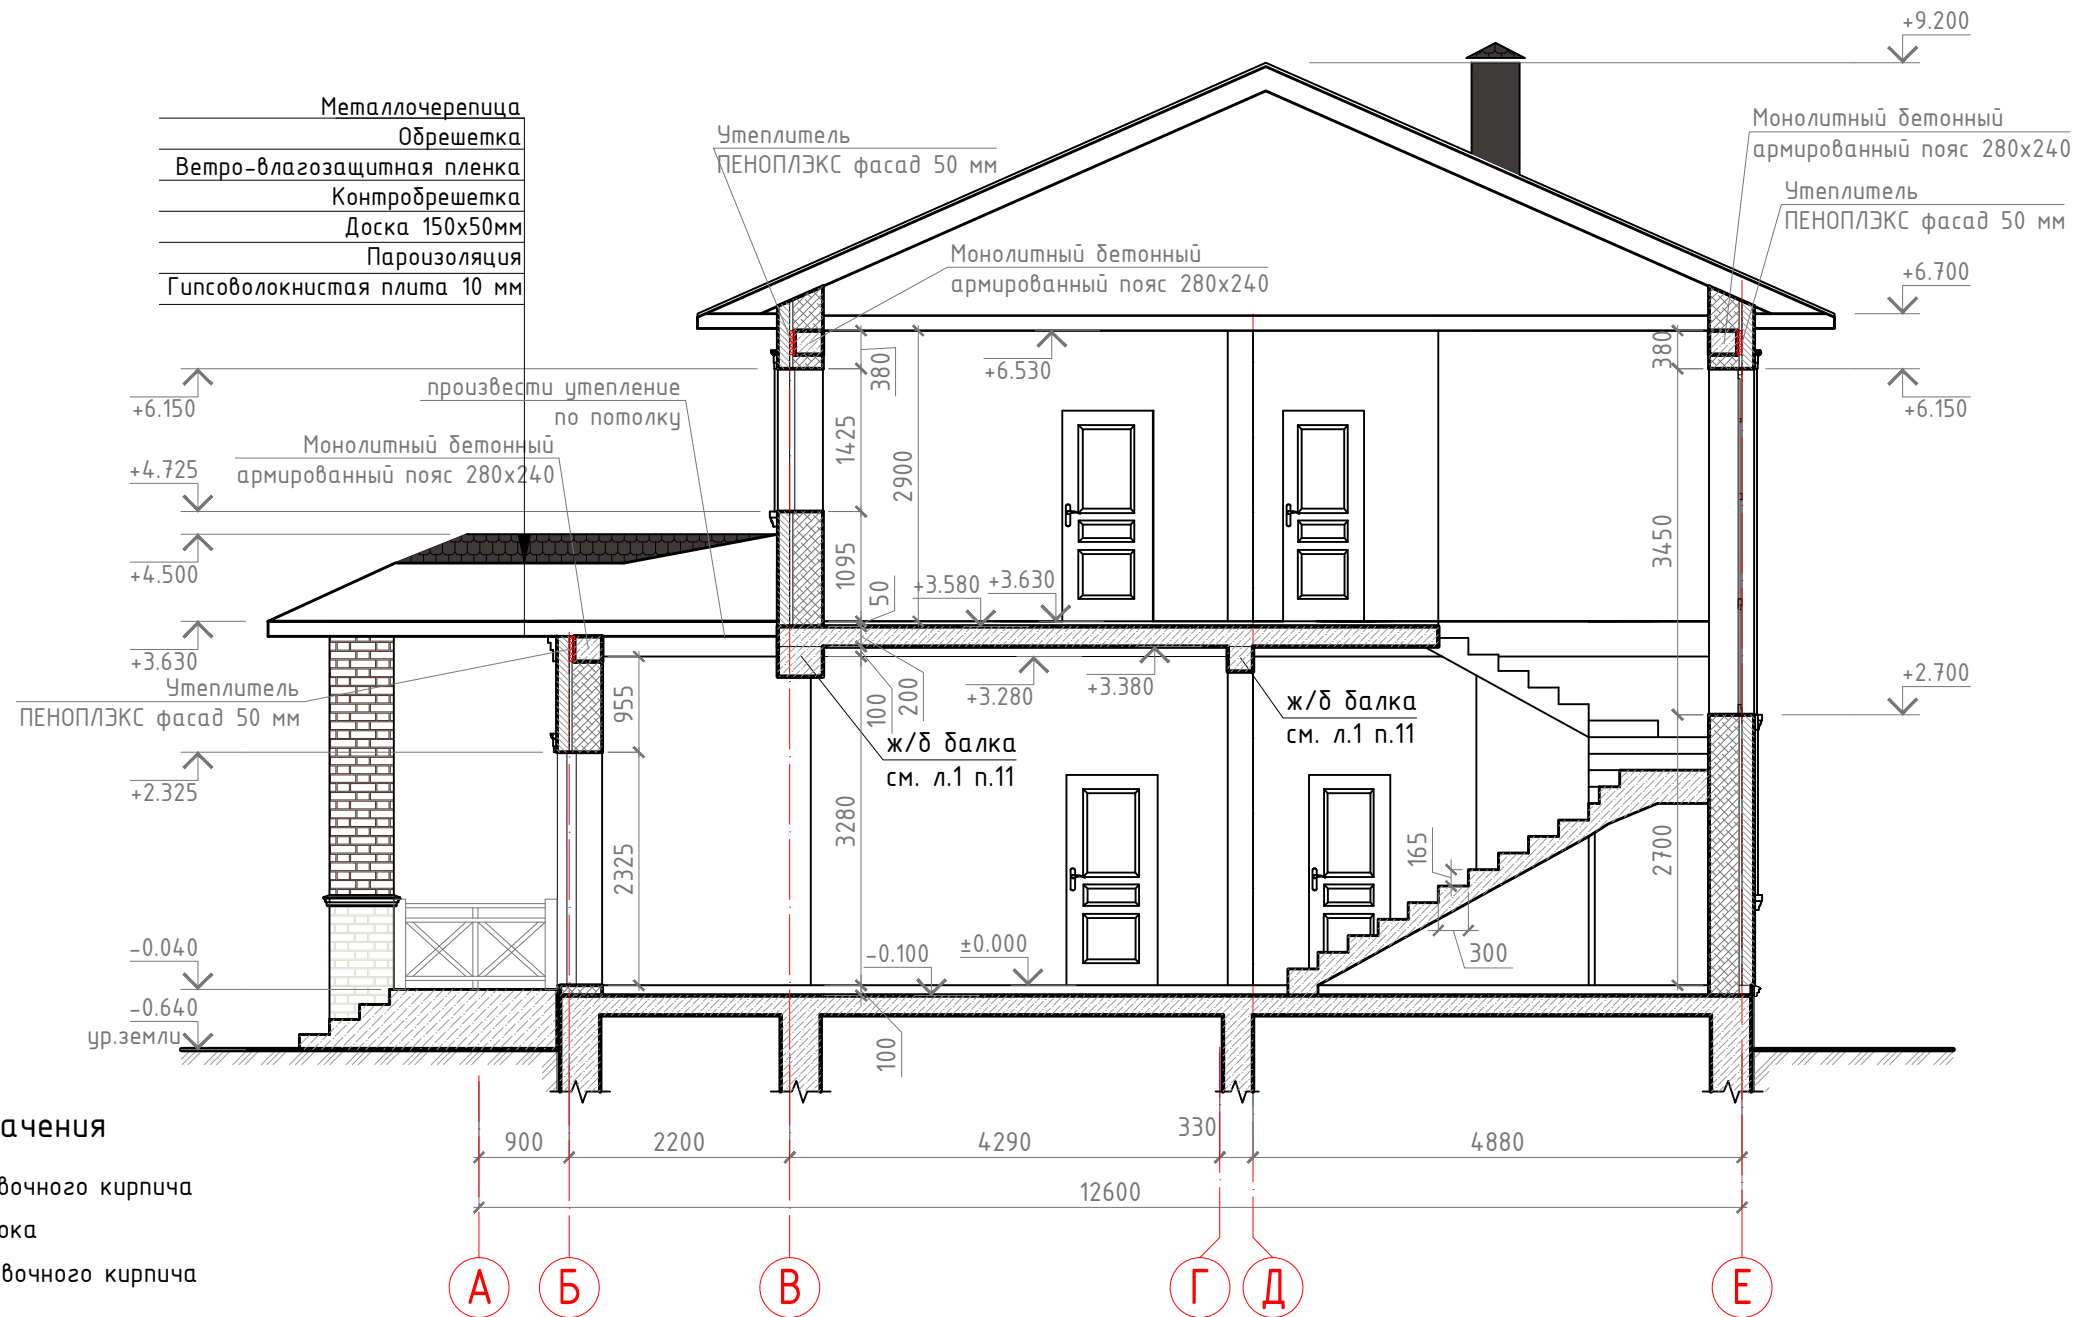 +9.200
Металлочерепица
Обрешетка
Ветро-влагозащитная пленка
Контробрешетка
Доска 150х50мм
Пароизоляция
Гипсоволокнистая плита 10 мм
Утеплитель
ПЕНОПЛЭКС фасад 50 мм
Монолитный бетонный
армированный пояс 280х240
Утеплитель
ПЕНОПЛЭКС фасад 50 мм
Монолитный бетонный
армированный пояс 280х240
+6.700
+6.530
380
380
+6.150
+6.150
произвести утепление
по потолку
Монолитный бетонный
армированный пояс 280х240
1425
2900
+4.725
3450
+4.500
1095
50
+3.580
+3.630
+3.630
Утеплитель
ПЕНОПЛЭКС фасад 50 мм
955
100
200
+3.280
+3.380
+2.700
ж/б балка
см. л.1 п.11
ж/б балка
см. л.1 п.11
+2.325
3280
2325
165
2700
300
-0.040
-0.100
±0.000
-0.640
ур.земли
100
ачения
900
2200
4290
330
4880
вочного кирпича
12600
ока
вочного кирпича
А
Б
В
Г
Д
Е